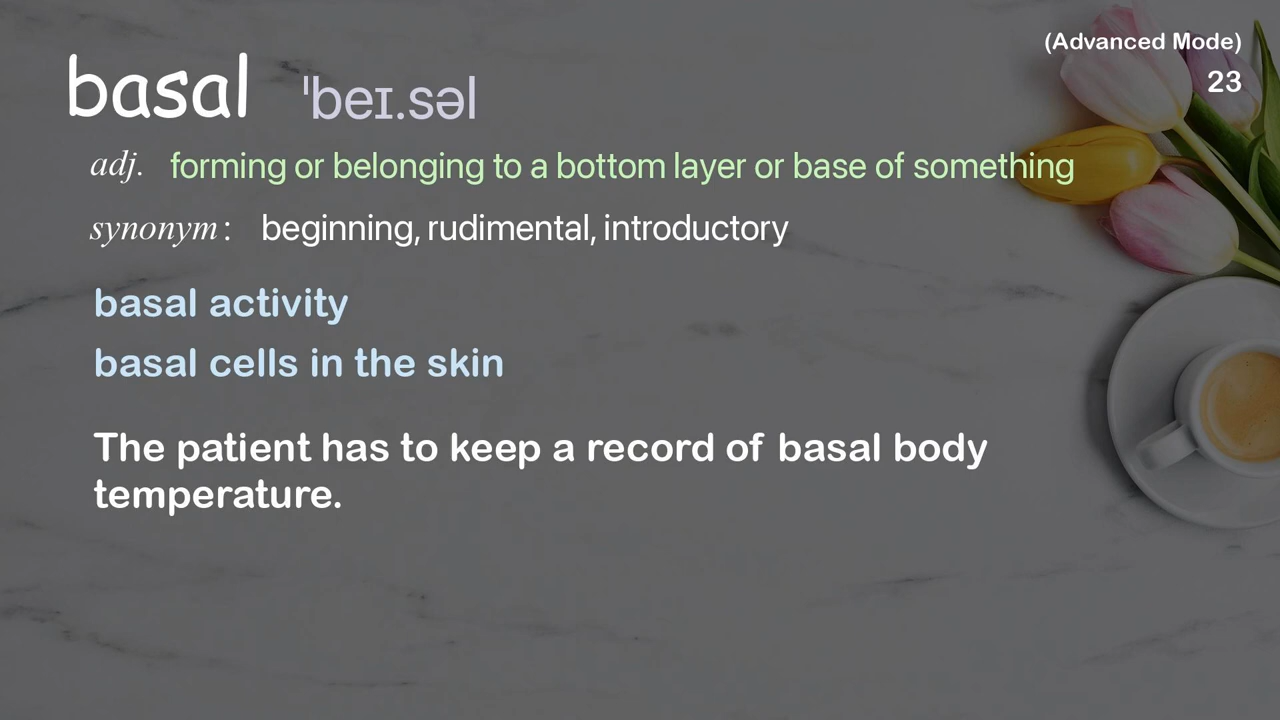 (Advanced Mode)
23
basal ˈbeɪ.səl
adj. forming or belonging to a bottom layer or base of something
synonym : beginning, rudimental, introductory
basal activity
basal cells in the skin
The patient has to keep a record of basal body
temperature.